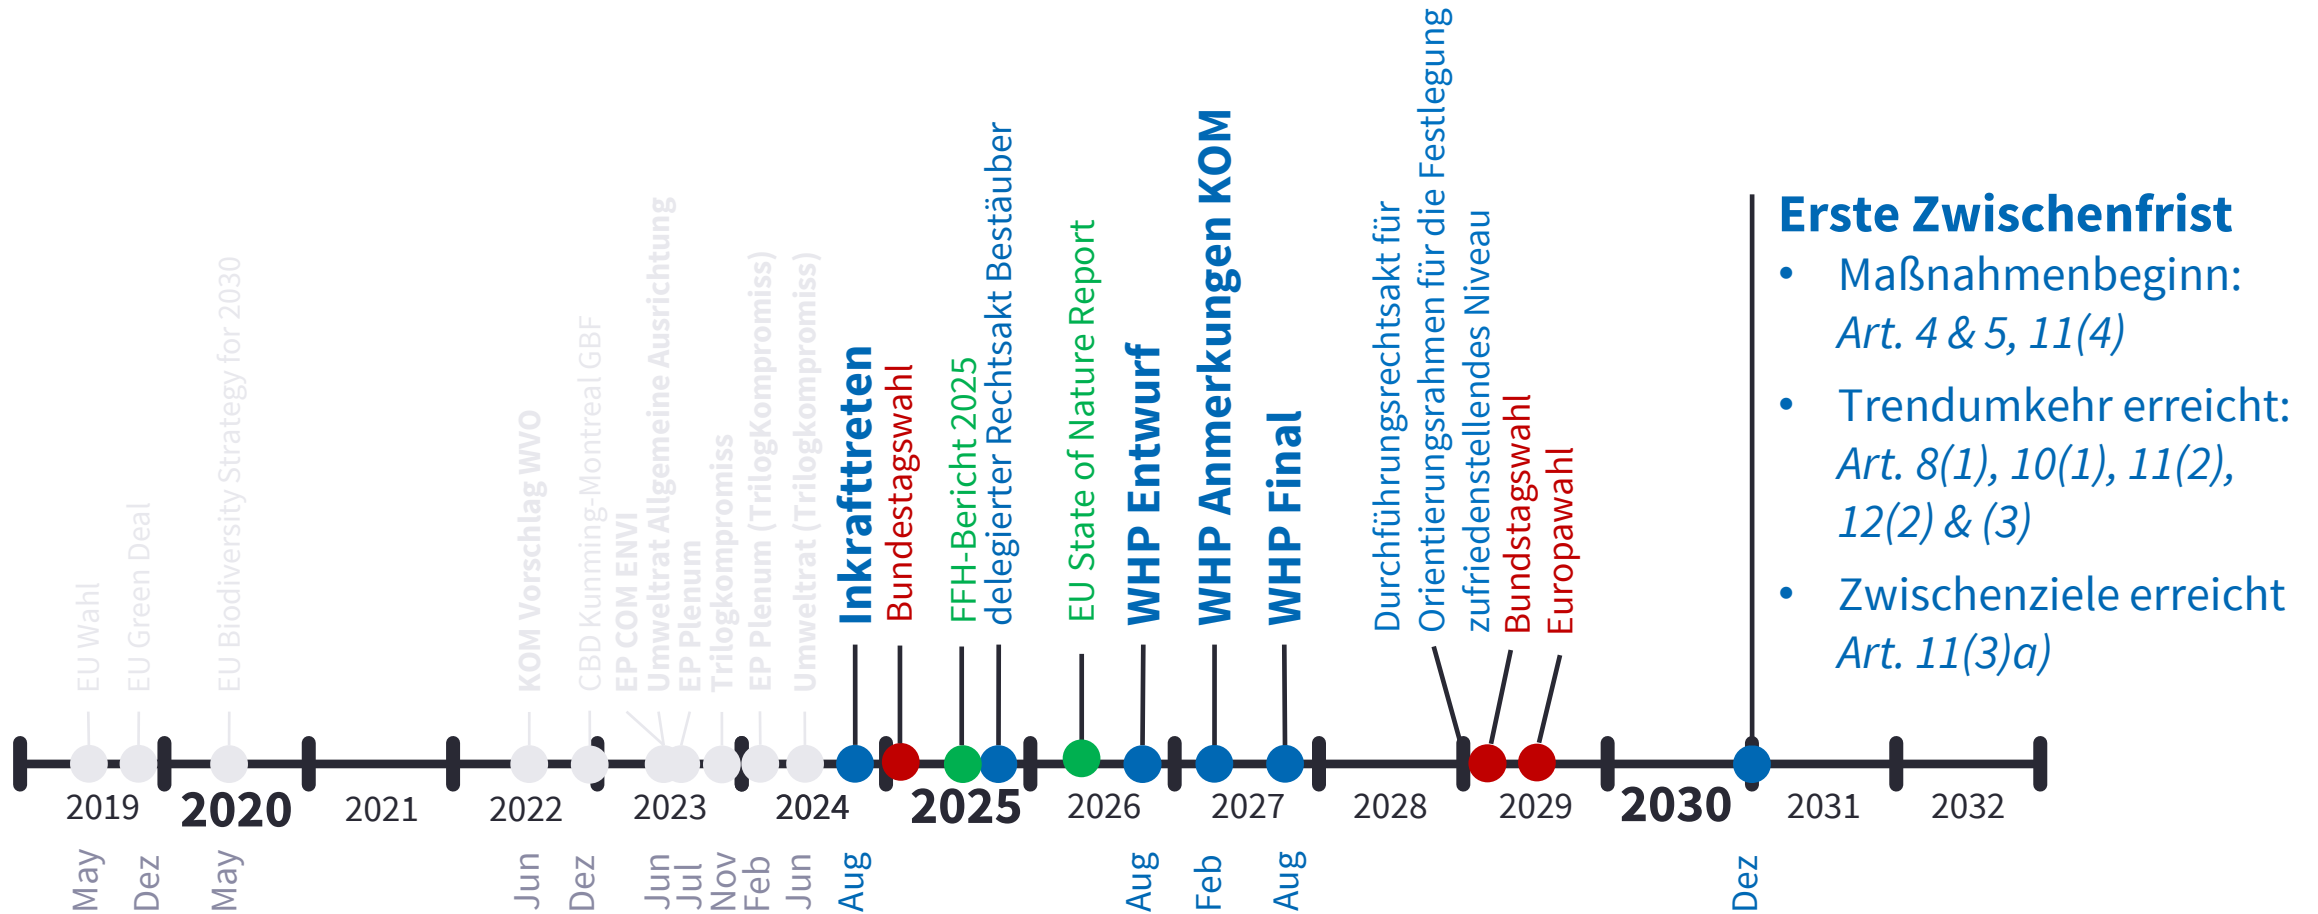 EU Wahl
EU Green Deal
EU Biodiversity Strategy for 2030
KOM Vorschlag WVO
CBD Kunming-Montreal GBF
EP COM ENVI
Umweltrat Allgemeine Ausrichtung
EP Plenum
Trilogkompromiss
EP Plenum (TrilogKompromiss)
Umweltrat (Trilogkompromiss)
Inkrafttreten
Bundestagswahl
FFH-Bericht 2025
delegierter Rechtsakt Bestäuber
EU State of Nature Report
WHP Entwurf
WHP Anmerkungen KOM
WHP Final
Durchführungsrechtsakt für
Orientierungsrahmen für die Festlegung
zufriedenstellendes Niveau
Bundstagswahl
Europawahl
Erste Zwischenfrist
• Maßnahmenbeginn:
Art. 4 & 5, 11(4)
• Trendumkehr erreicht:
Art. 8(1), 10(1), 11(2),
12(2) & (3)
• Zwischenziele erreicht
Art. 11(3)a)
2019
2020
2021
2022
2023
2024
2025
2026
2027
2028
2029
2030
2031
2032
May
Dez
May
Jun
Dez
Jun
Jul
Nov
Feb
Jun
Aug
Aug
Feb
Aug
Dez